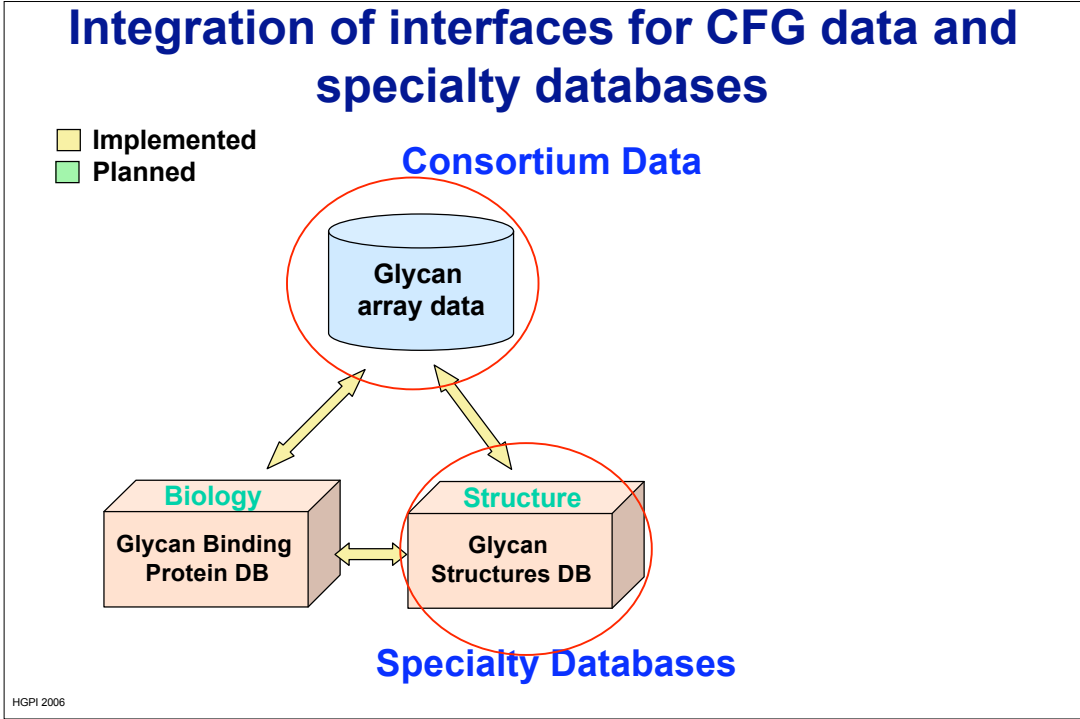 Integration of interfaces for CFG data and
specialty databases
Implemented
Planned
Consortium Data
Glycan
array data
Biology
Glycan Binding
Protein DB
Structure
Glycan
Structures DB
Specialty Databases
HGPI 2006